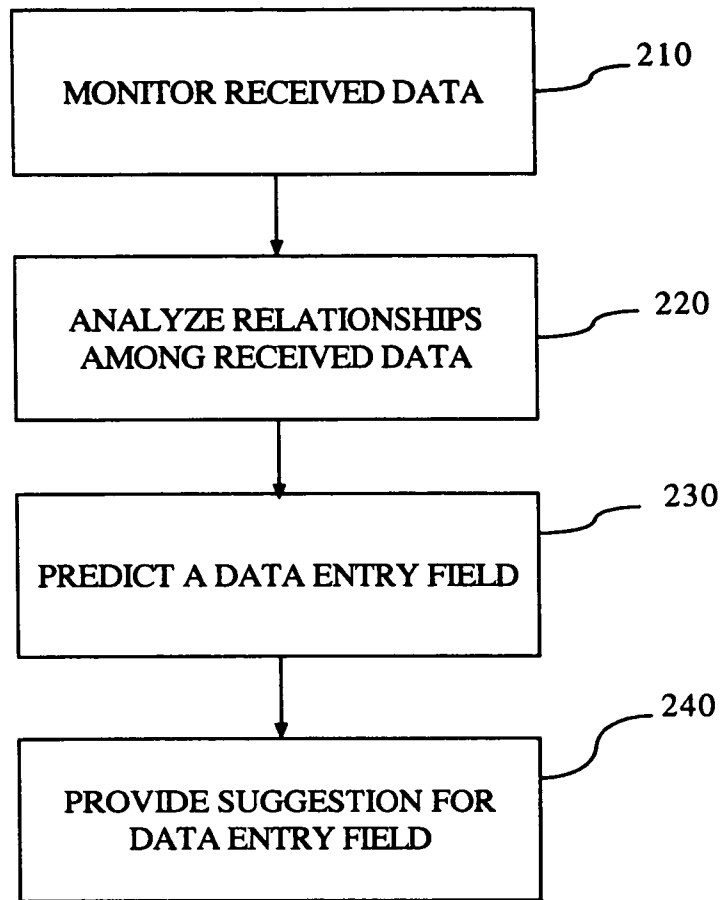 210
MONITOR RECEIVED DATA
220
ANALYZE RELATIONSHIPS
AMONG RECEIVED DATA
230
PREDICT A DATA ENTRY FIELD
240
PROVIDE SUGGESTION FOR
DATA ENTRY FIELD